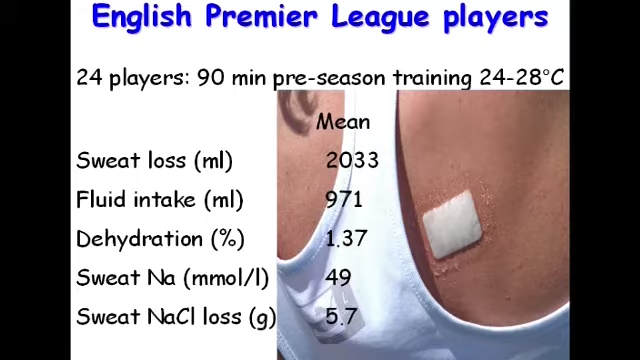 English Premier League players
24 players: 90 min pre-season training 24-28°C
Mean
Sweat loss (ml) 2033
Fluid intake (ml) 971
Dehydration (%) 1.37
Sweat Na (mmol/l) 49
Sweat NaCl loss (g) 5.7